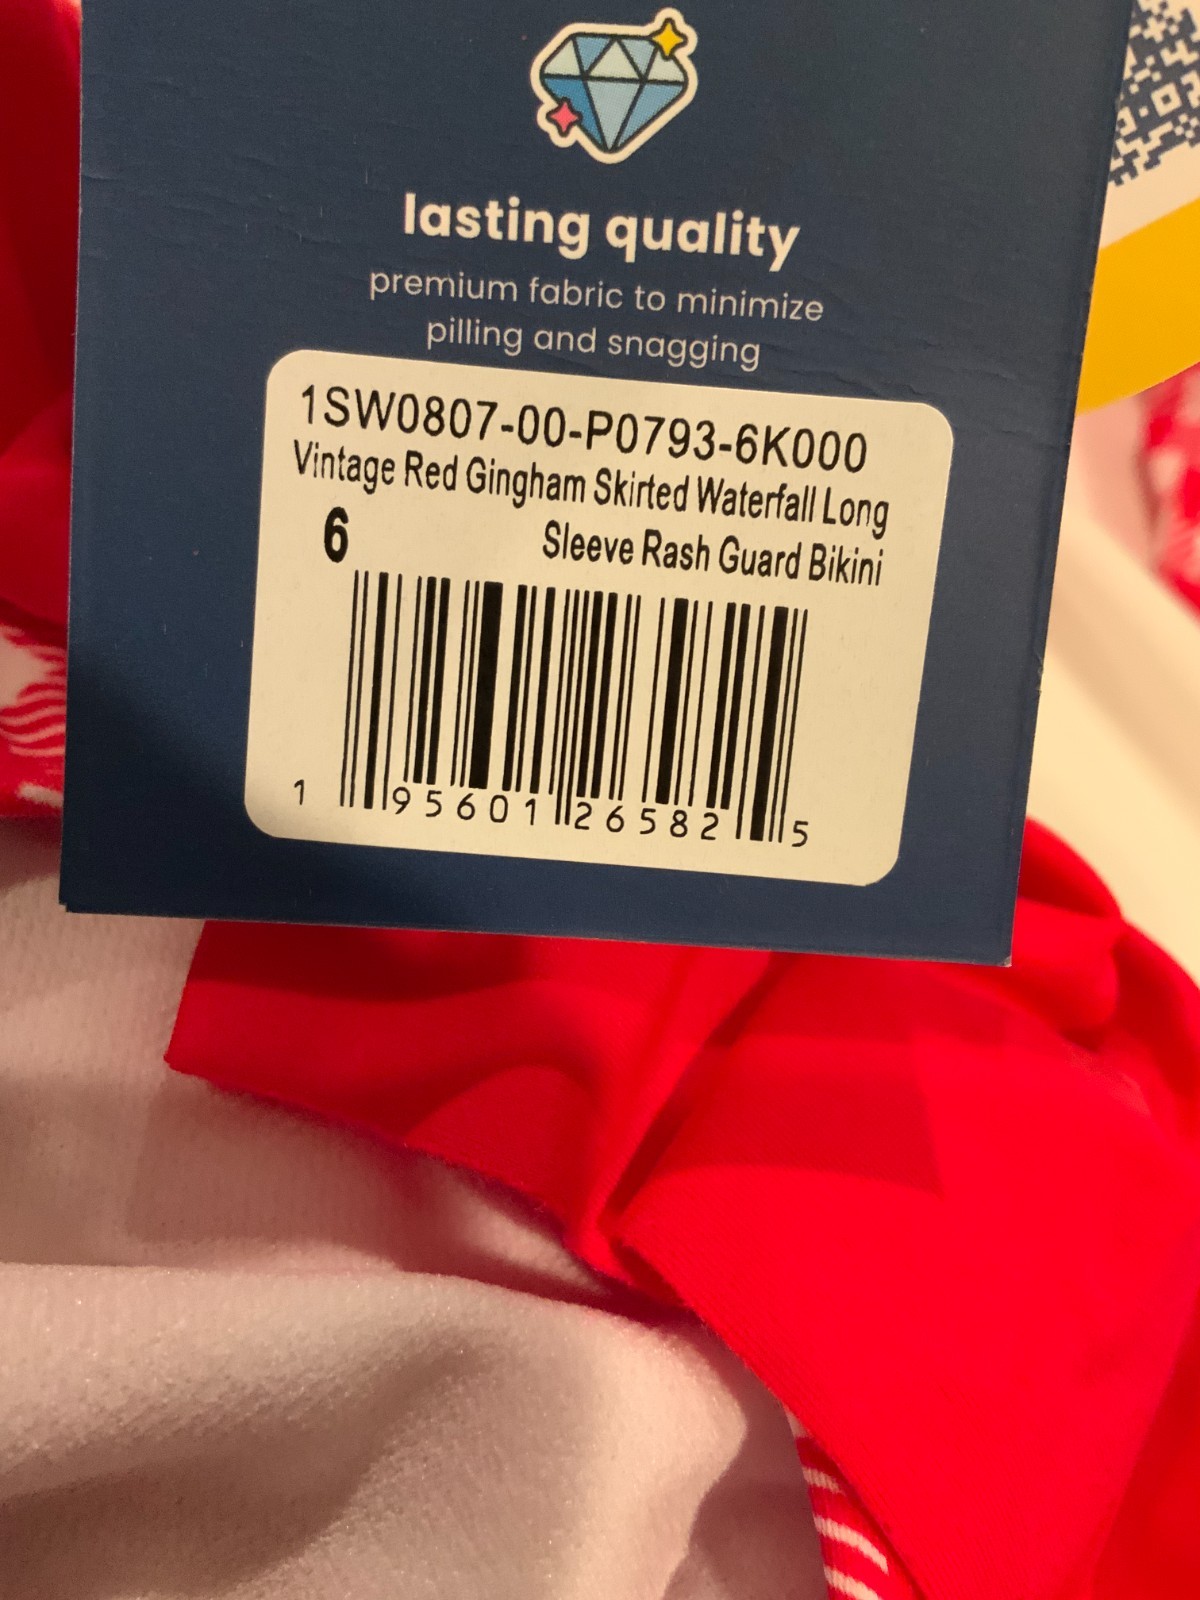 lasting quality
premium fabric to minimize
pilling and snagging
1SW0807-00-P0793-6K000
Vintage Red Gingham Skirted Waterfall Long
Sleeve Rash Guard Bikini
6
1 95601 26582 5